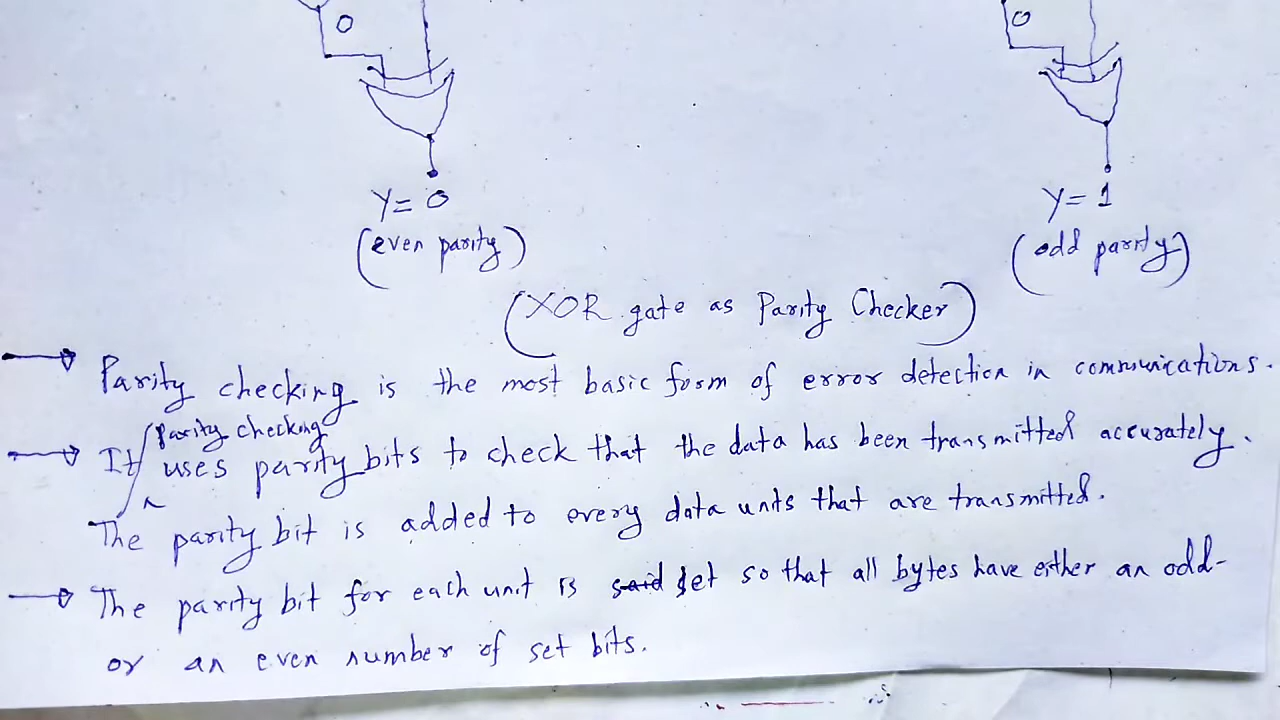 0 0
Y= 0 Y= 1
(even parity) (odd parity)
(XOR gate as Parity Checker)
Parity checking is the most basic form of error detection in communications.
parity checking
It/ uses parity bits to check that the data has been transmitted accurately.
The parity bit is added to every data units that are transmitted.
The parity bit for each unit is said set so that all bytes have either an odd-
or an even number of set bits.